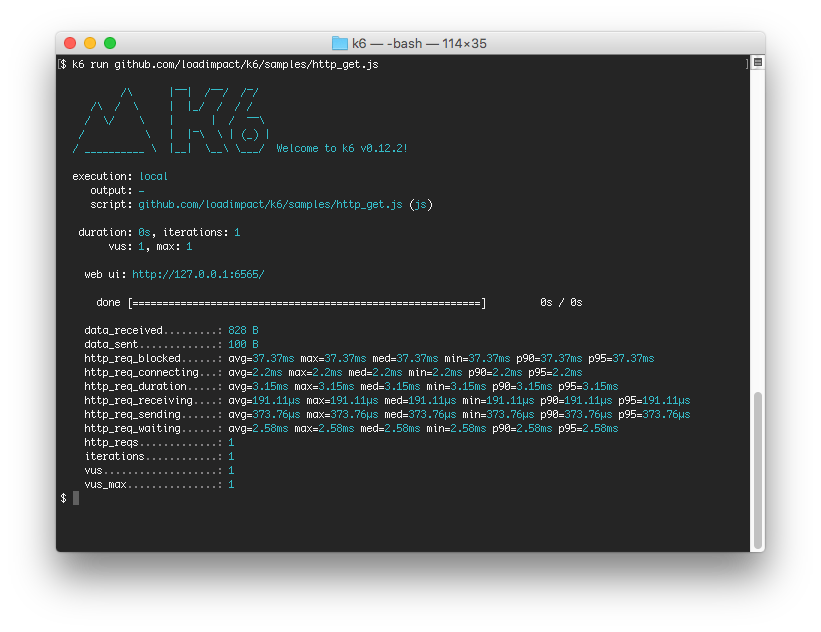 k6 — -bash — 114×35
[$ k6 run github.com/loadimpact/k6/samples/http_get.js ]
          /\      |‾‾|  /‾‾/  /‾/
     /\  /  \     |  |_/  /  / /
    /  \/    \    |      |  /  ‾‾\
   /          \   |  |‾\  \ | (_) |
  / __________ \  |__|  \__\ \___/  Welcome to k6 v0.12.2!
execution: local
output: –
script: github.com/loadimpact/k6/samples/http_get.js (js)
duration: 0s, iterations: 1
vus: 1, max: 1
web ui: http://127.0.0.1:6565/
done [==========================================================] 0s / 0s
data_received.........: 828 B
data_sent.............: 100 B
http_req_blocked......: avg=37.37ms max=37.37ms med=37.37ms min=37.37ms p90=37.37ms p95=37.37ms
http_req_connecting...: avg=2.2ms max=2.2ms med=2.2ms min=2.2ms p90=2.2ms p95=2.2ms
http_req_duration.....: avg=3.15ms max=3.15ms med=3.15ms min=3.15ms p90=3.15ms p95=3.15ms
http_req_receiving....: avg=191.11µs max=191.11µs med=191.11µs min=191.11µs p90=191.11µs p95=191.11µs
http_req_sending......: avg=373.76µs max=373.76µs med=373.76µs min=373.76µs p90=373.76µs p95=373.76µs
http_req_waiting......: avg=2.58ms max=2.58ms med=2.58ms min=2.58ms p90=2.58ms p95=2.58ms
http_reqs.............: 1
iterations............: 1
vus...................: 1
vus_max...............: 1
$